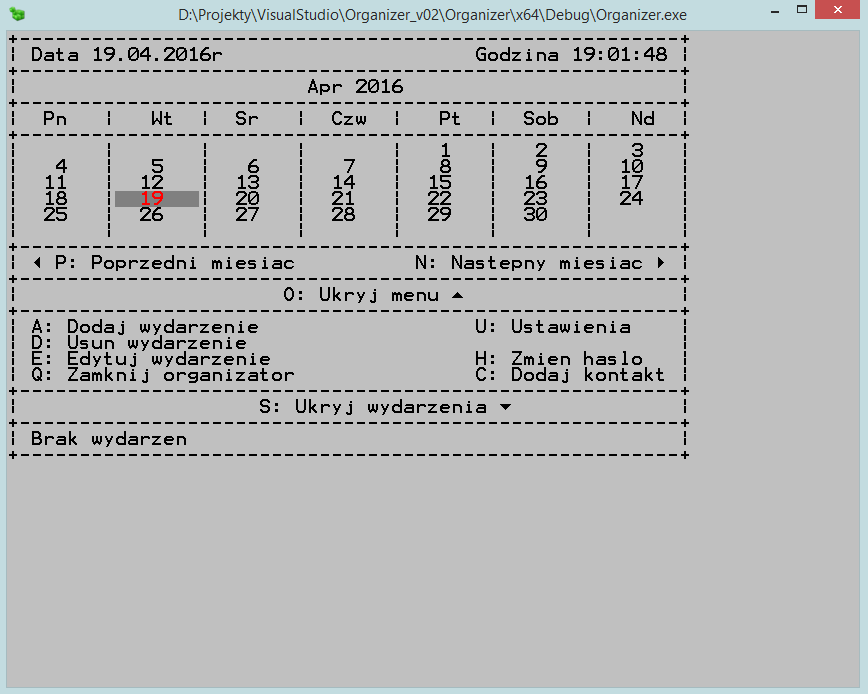 D:\Projekty\VisualStudio\Organizer_v02\Organizer\x64\Debug\Organizer.exe
Data 19.04.2016r Godzina 19:01:48
Apr 2016
Pn | Wt | Sr | Czw | Pt | Sob | Nd
1 2 3
4 5 6 7 8 9 10
11 12 13 14 15 16 17
18 19 20 21 22 23 24
25 26 27 28 29 30
◄ P: Poprzedni miesiac N: Nastepny miesiac ►
O: Ukryj menu ▲
A: Dodaj wydarzenie U: Ustawienia
D: Usun wydarzenie
E: Edytuj wydarzenie H: Zmien haslo
Q: Zamknij organizator C: Dodaj kontakt
S: Ukryj wydarzenia ▼
Brak wydarzen